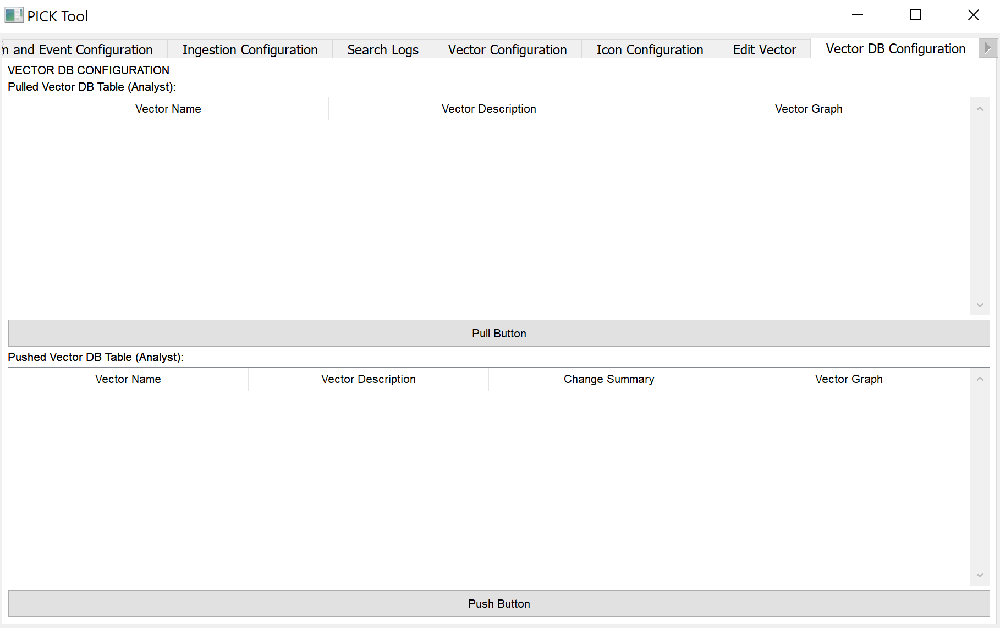 PICK Tool
and Event Configuration Ingestion Configuration Search Logs Vector Configuration Icon Configuration Edit Vector Vector DB Configuration
VECTOR DB CONFIGURATION
Pulled Vector DB Table (Analyst):
Vector Name Vector Description Vector Graph
Pull Button
Pushed Vector DB Table (Analyst):
Vector Name Vector Description Change Summary Vector Graph
Push Button